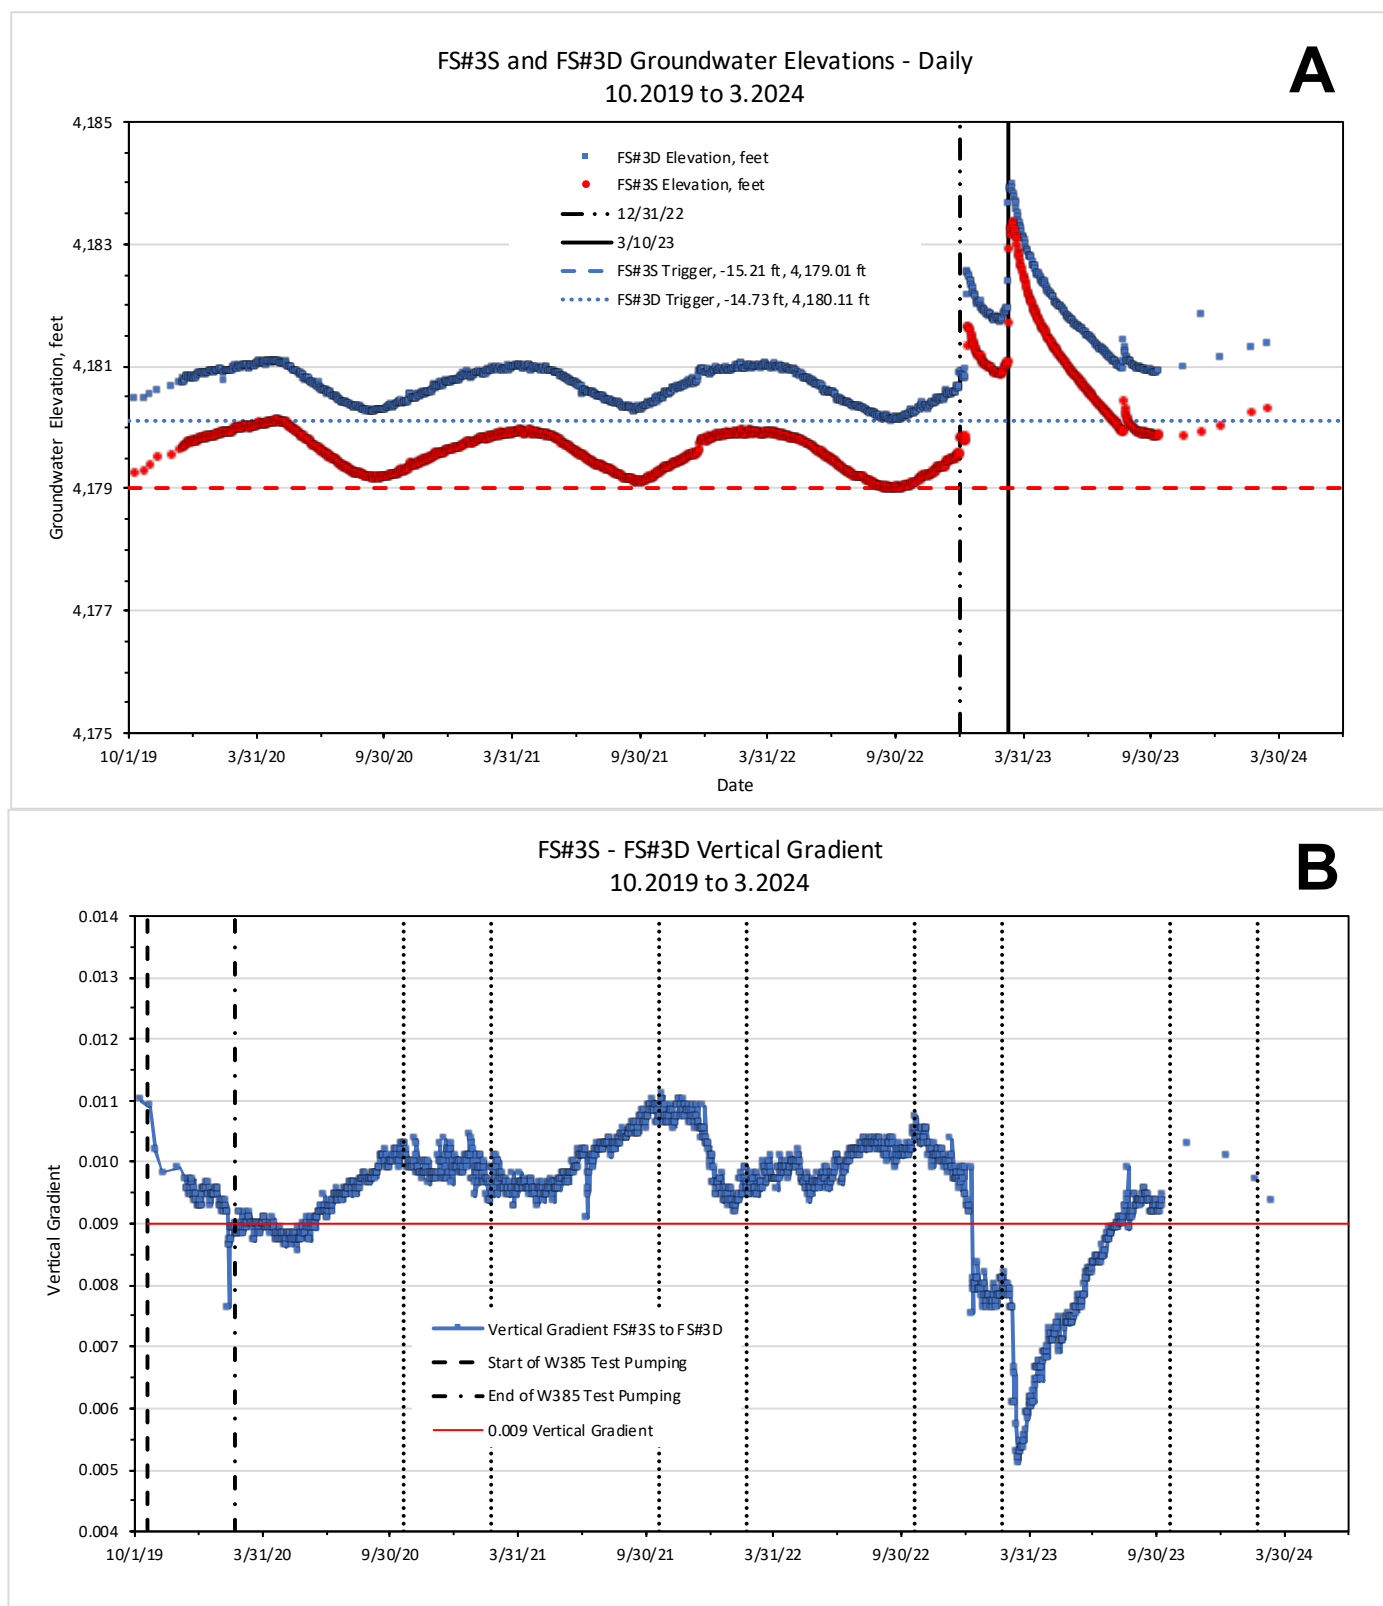 FS#3S and FS#3D Groundwater Elevations - Daily
10.2019 to 3.2024
A
4,185
4,183
4,181
4,179
4,177
4,175
Groundwater Elevation, feet
FS#3D Elevation, feet
FS#3S Elevation, feet
12/31/22
3/10/23
FS#3S Trigger, -15.21 ft, 4,179.01 ft
FS#3D Trigger, -14.73 ft, 4,180.11 ft
10/1/19 3/31/20 9/30/20 3/31/21 9/30/21 3/31/22 9/30/22 3/31/23 9/30/23 3/30/24
Date
FS#3S - FS#3D Vertical Gradient
10.2019 to 3.2024
B
0.014
0.013
0.012
0.011
0.010
0.009
0.008
0.007
0.006
0.005
0.004
Vertical Gradient
Vertical Gradient FS#3S to FS#3D
Start of W385 Test Pumping
End of W385 Test Pumping
0.009 Vertical Gradient
10/1/19 3/31/20 9/30/20 3/31/21 9/30/21 3/31/22 9/30/22 3/31/23 9/30/23 3/30/24